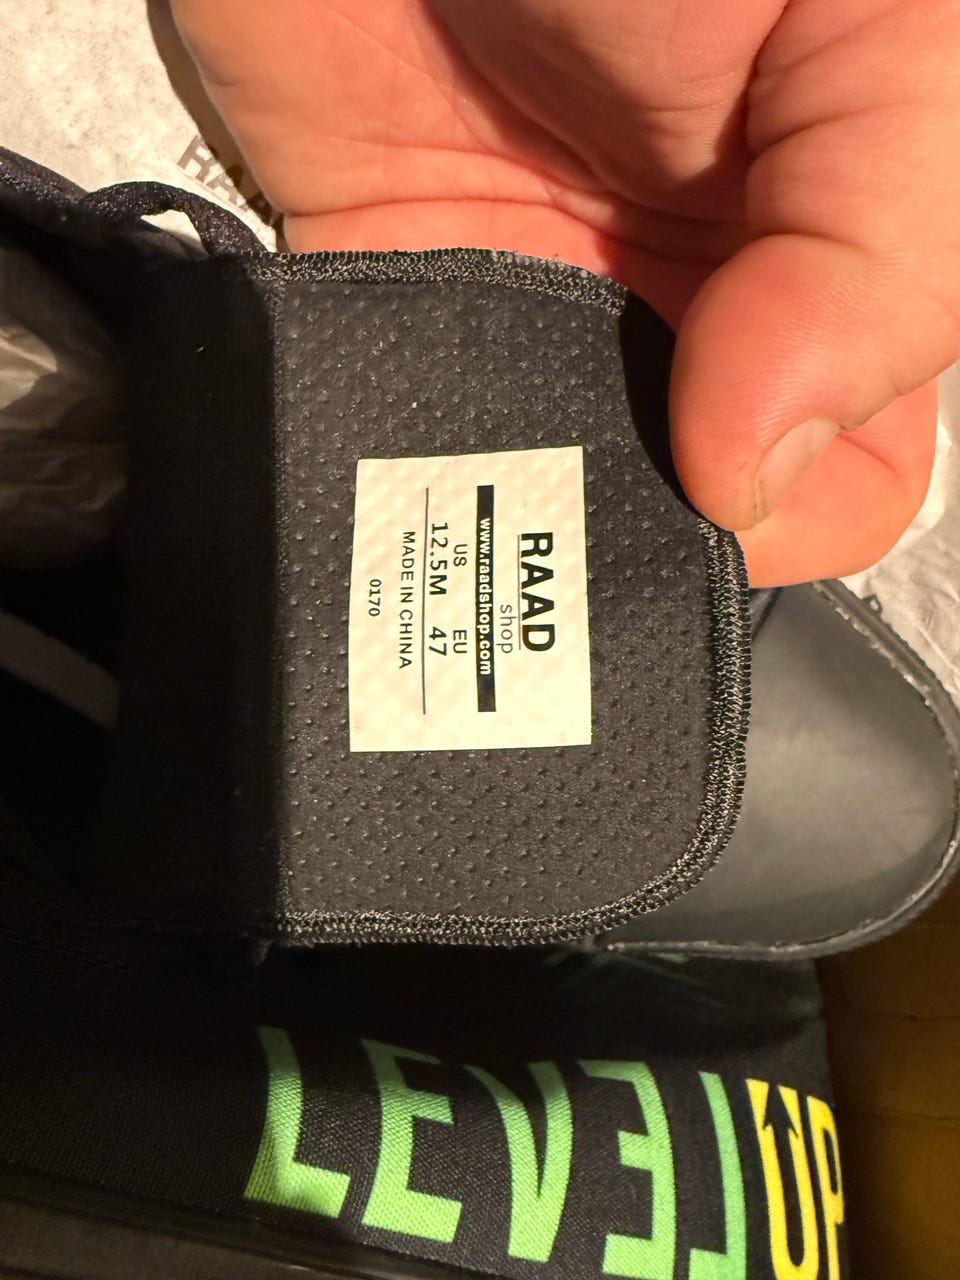 RAAD
shop
www.raadshop.com
US EU
12.5M 47
MADE IN CHINA
0170
LEVEL UP